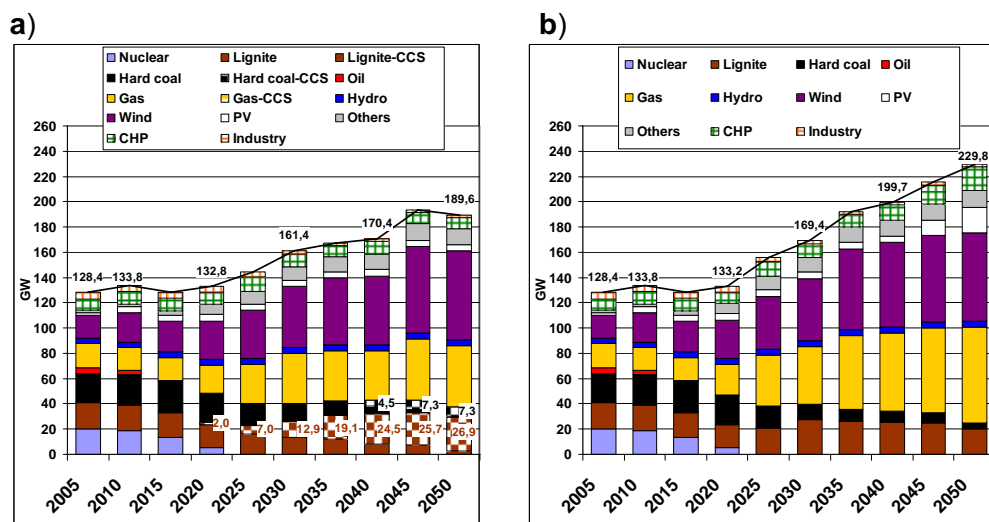 a)
Nuclear Lignite Lignite-CCS
Hard coal Hard coal-CCS Oil
Gas Gas-CCS Hydro
Wind PV Others
CHP Industry
GW
260
240
220
200
180
160
140
120
100
80
60
40
20
0
128,4 133,8 132,8 161,4 170,4 189,6
4,5 7,3 7,3
2,0 7,0 12,9 19,1 24,5 25,7 26,9
2005 2010 2015 2020 2025 2030 2035 2040 2045 2050
b)
Nuclear Lignite Hard coal Oil
Gas Hydro Wind PV
Others CHP Industry
GW
260
240
220
200
180
160
140
120
100
80
60
40
20
0
128,4 133,8 133,2 169,4 199,7 229,8
2005 2010 2015 2020 2025 2030 2035 2040 2045 2050